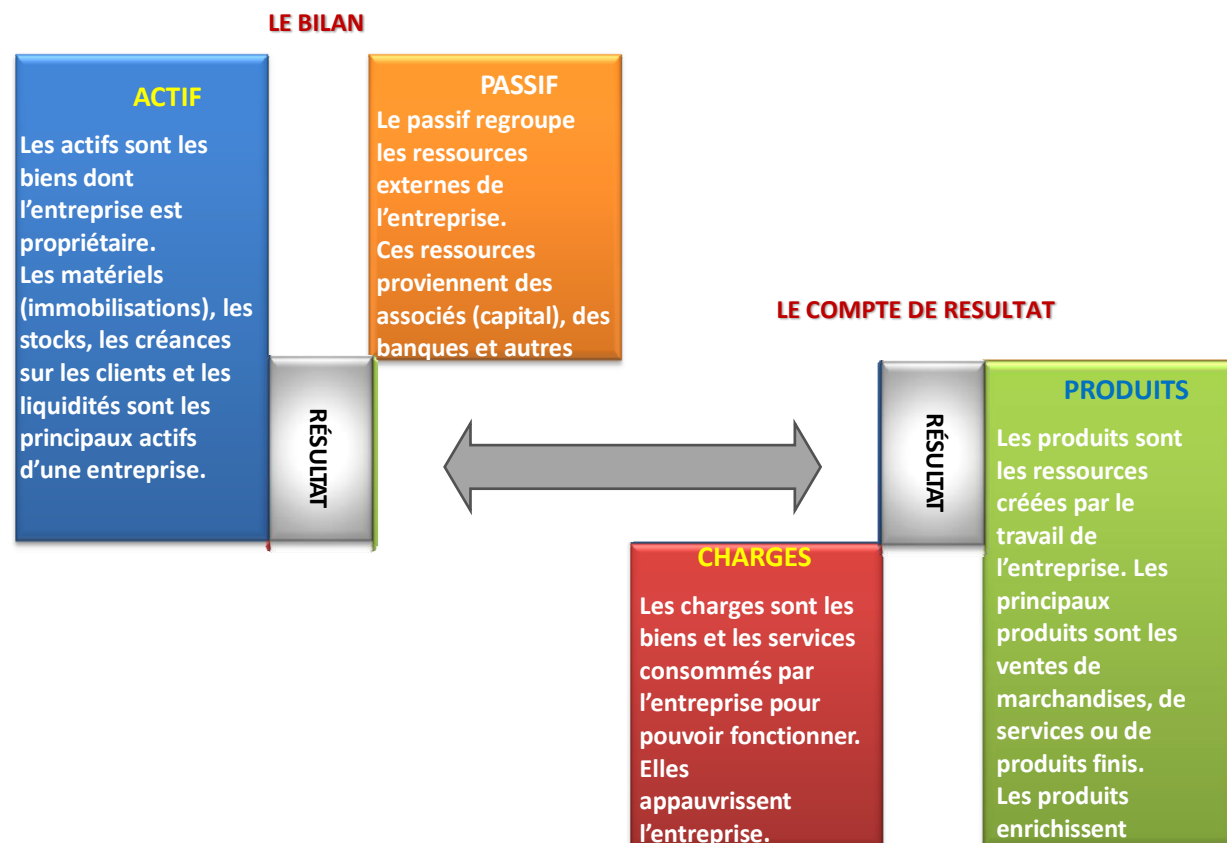 LE BILAN
ACTIF
Les actifs sont les
biens dont
l’entreprise est
propriétaire.
Les matériels
(immobilisations), les
stocks, les créances
sur les clients et les
liquidités sont les
principaux actifs
d’une entreprise.
PASSIF
Le passif regroupe
les ressources
externes de
l’entreprise.
Ces ressources
proviennent des
associés (capital), des
banques et autres
RÉSULTAT
LE COMPTE DE RESULTAT
CHARGES
Les charges sont les
biens et les services
consommés par
l’entreprise pour
pouvoir fonctionner.
Elles
appauvrissent
l’entreprise.
RÉSULTAT
PRODUITS
Les produits sont
les ressources
créées par le
travail de
l’entreprise. Les
principaux
produits sont les
ventes de
marchandises, de
services ou de
produits finis.
Les produits
enrichissent